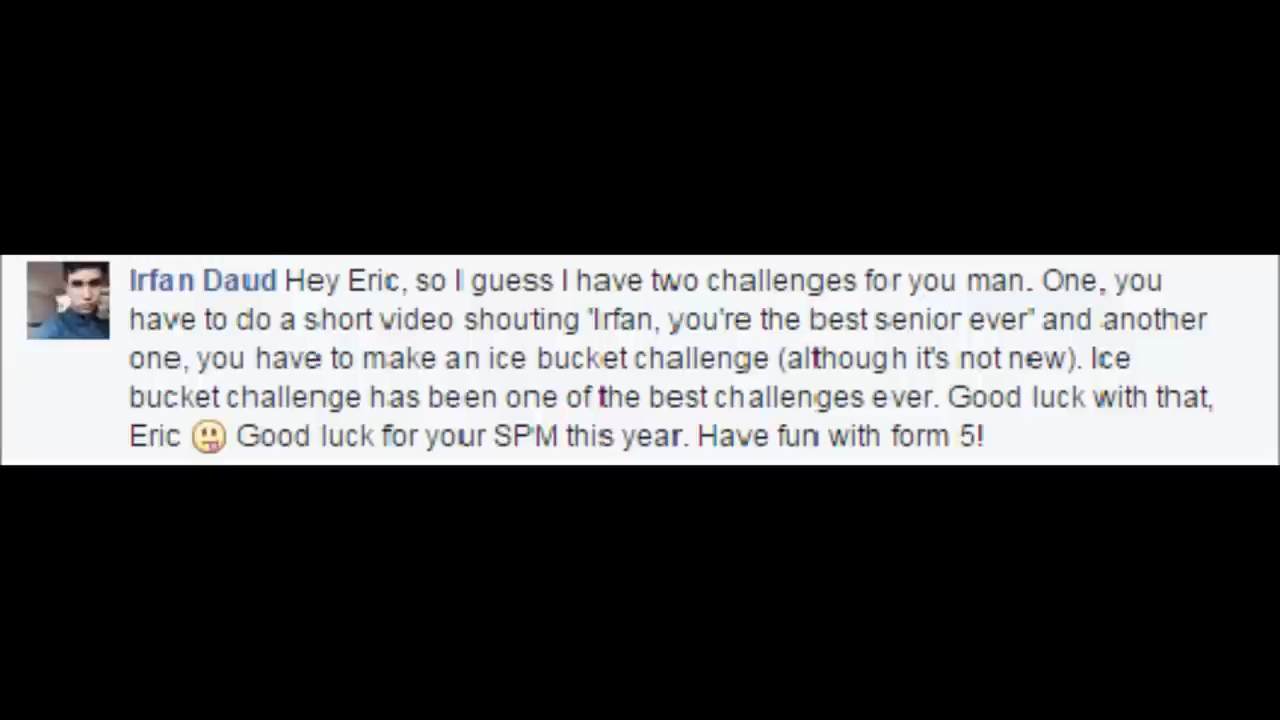 Irfan Daud Hey Eric, so I guess I have two challenges for you man. One, you
have to do a short video shouting 'Irfan, you're the best senior ever' and another
one, you have to make an ice bucket challenge (although it's not new). Ice
bucket challenge has been one of the best challenges ever. Good luck with that,
Eric 😛 Good luck for your SPM this year. Have fun with form 5!